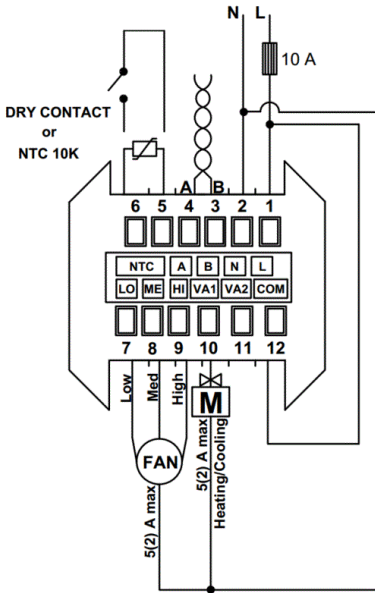 N L
10 A
DRY CONTACT
or
NTC 10K
A B
6 5 4 3 2 1
NTC A B N L
LO ME HI VA1 VA2 COM
7 8 9 10 11 12
Low
Med
High
M
FAN
5(2) A max
5(2) A max
Heating/Cooling